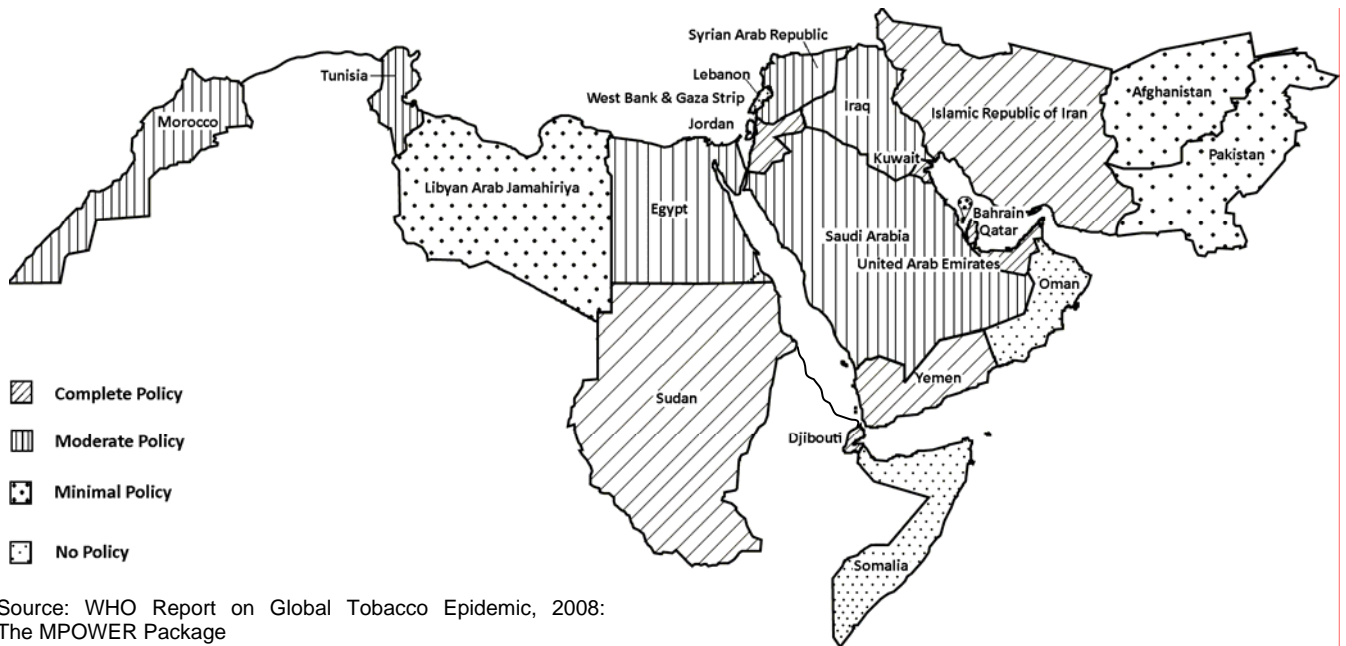 Syrian Arab Republic
Tunisia
Lebanon
West Bank & Gaza Strip
Afghanistan
Iraq
Islamic Republic of Iran
Morocco
Jordan
Kuwait
Pakistan
Libyan Arab Jamahiriya
Egypt
Bahrain
Qatar
Saudi Arabia
United Arab Emirates
Oman
Yemen
Sudan
Djibouti
Somalia
Complete Policy
Moderate Policy
Minimal Policy
No Policy
Source: WHO Report on Global Tobacco Epidemic, 2008:
The MPOWER Package